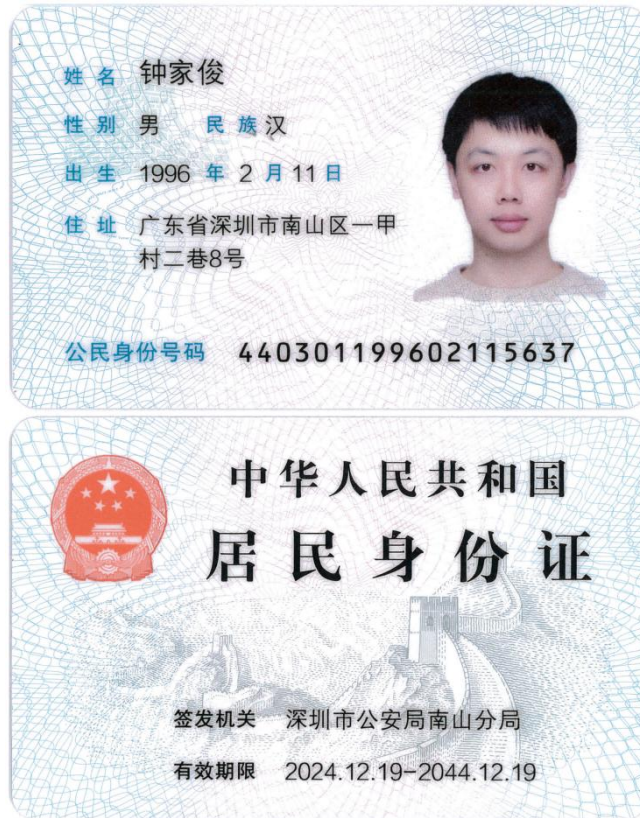 姓名 钟家俊
性别 男 民族 汉
出生 1996 年 2 月 11 日
住址 广东省深圳市南山区一甲
村二巷8号
公民身份号码 440301199602115637
中华人民共和国
居民身份证
签发机关 深圳市公安局南山分局
有效期限 2024.12.19-2044.12.19